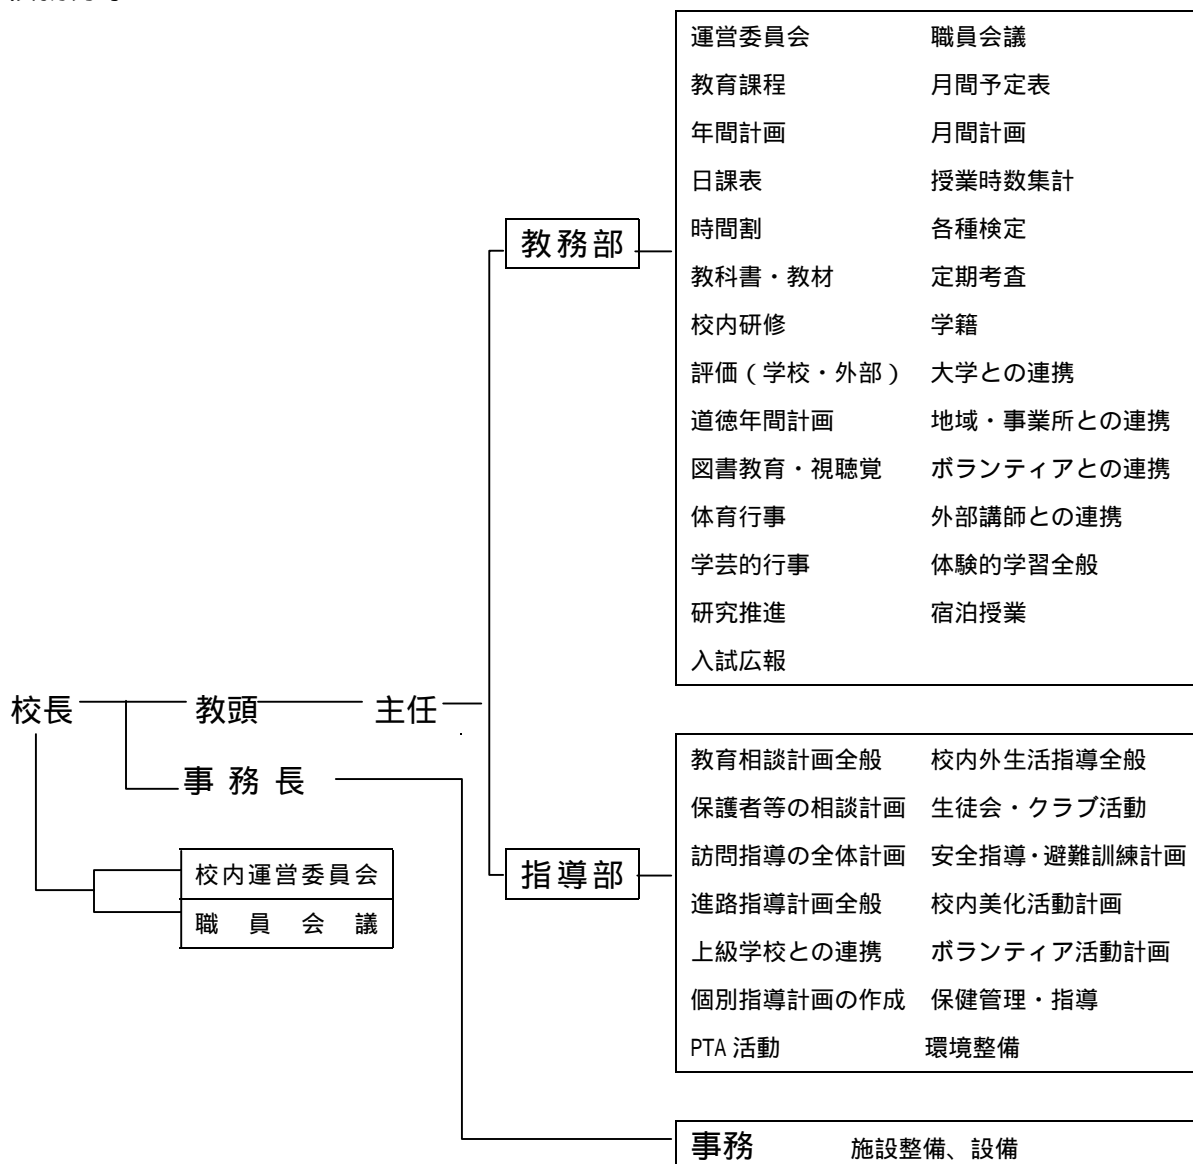 運営委員会 職員会議
教育課程 月間予定表
年間計画 月間計画
日課表 授業時数集計
時間割 各種検定
教科書・教材 定期考査
校内研修 学籍
評価(学校・外部) 大学との連携
道徳年間計画 地域・事業所との連携
図書教育・視聴覚 ボランティアとの連携
体育行事 外部講師との連携
学芸的行事 体験的学習全般
研究推進 宿泊授業
入試広報
教務部
校長 教頭 主任
事務長
校内運営委員会
職員会議
指導部
教育相談計画全般 校内外生活指導全般
保護者等の相談計画 生徒会・クラブ活動
訪問指導の全体計画 安全指導・避難訓練計画
進路指導計画全般 校内美化活動計画
上級学校との連携 ボランティア活動計画
個別指導計画の作成 保健管理・指導
PTA 活動 環境整備
事務 施設整備、設備